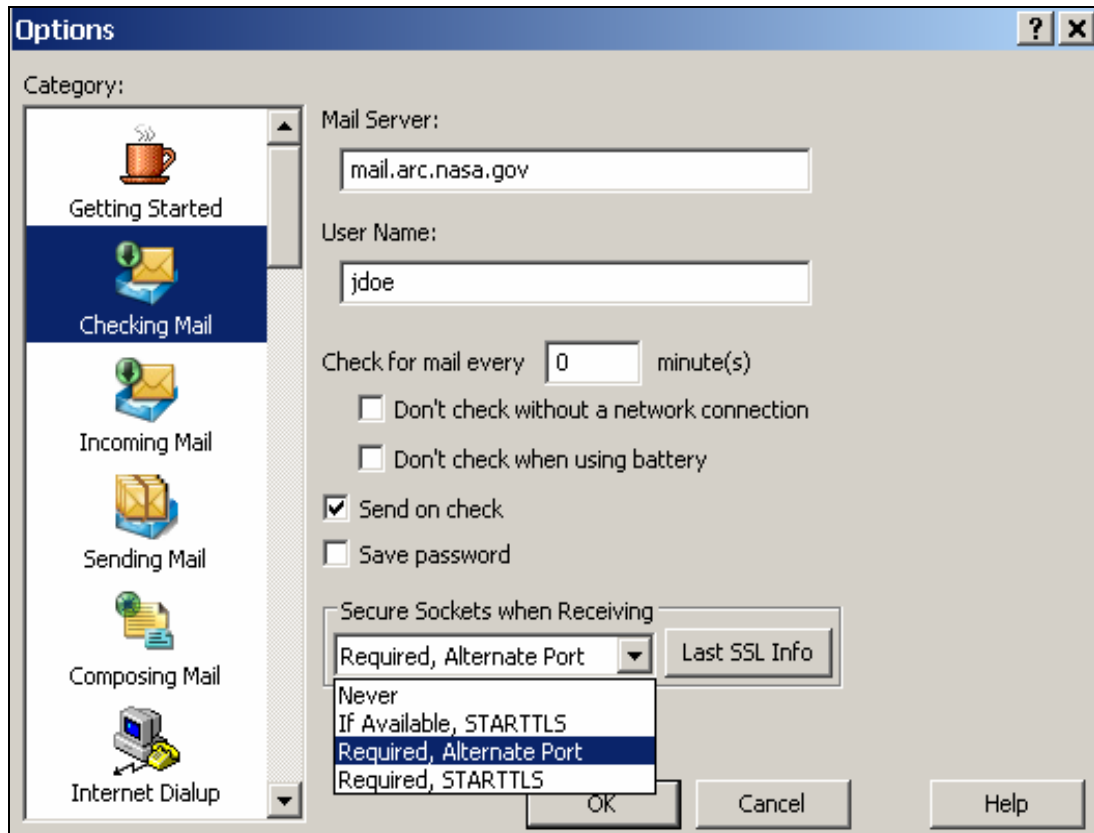 Options
Category:
Getting Started
Checking Mail
Incoming Mail
Sending Mail
Composing Mail
Internet Dialup
Mail Server:
mail.arc.nasa.gov
User Name:
jdoe
Check for mail every 0 minute(s)
Don't check without a network connection
Don't check when using battery
Send on check
Save password
Secure Sockets when Receiving
Required, Alternate Port Last SSL Info
Never
If Available, STARTTLS
Required, Alternate Port
Required, STARTTLS
OK Cancel Help